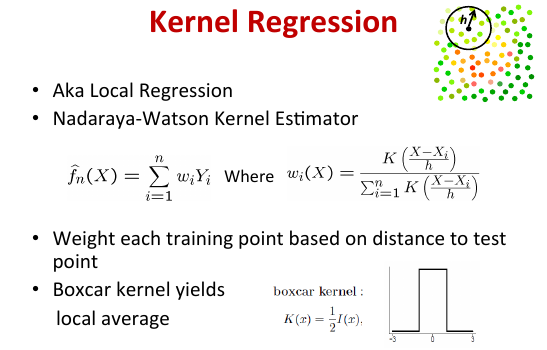 Kernel Regression
h
• Aka Local Regression
• Nadaraya-Watson Kernel Estimator
$\widehat{f}_n(X) = \sum_{i=1}^{n} w_i Y_i$ Where $w_i(X) = \frac{K\left(\frac{X-X_i}{h}\right)}{\sum_{i=1}^{n} K\left(\frac{X-X_i}{h}\right)}$
• Weight each training point based on distance to test
point
• Boxcar kernel yields
local average
boxcar kernel :
$K(x) = \frac{1}{2}I(x),$
-3 0 3